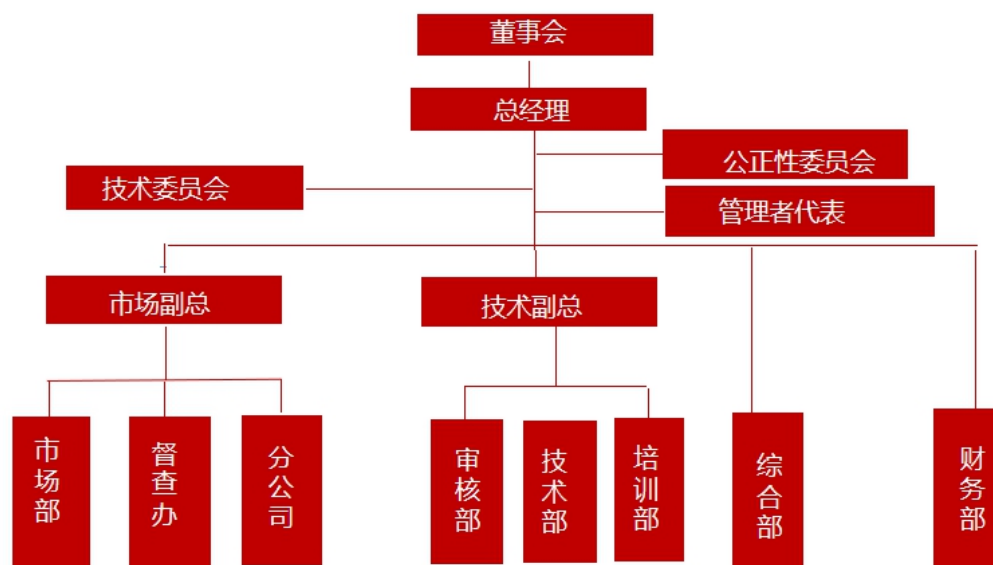 董事会
总经理
公正性委员会
技术委员会
管理者代表
市场副总
技术副总
市场部
督查办
分公司
审核部
技术部
培训部
综合部
财务部